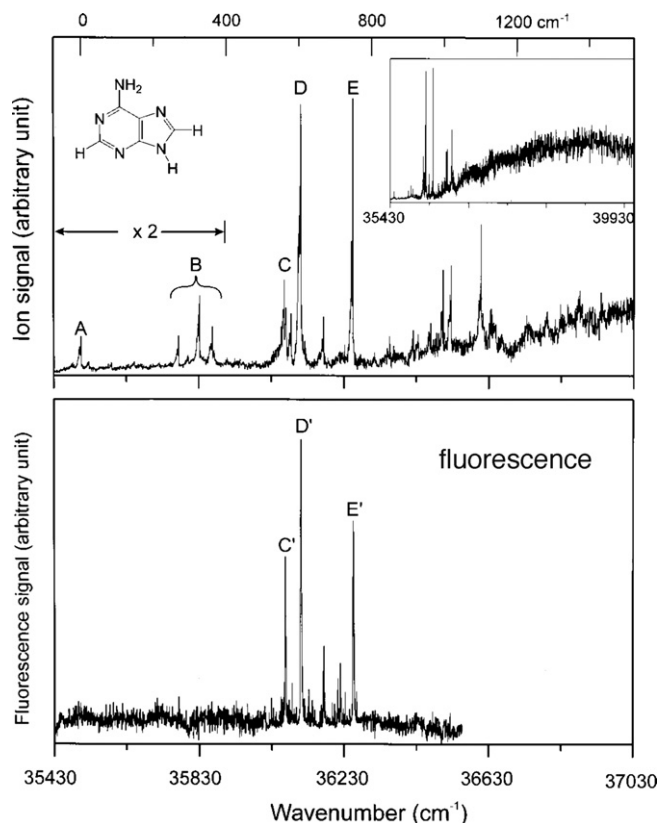 0 400 800 1200 cm⁻¹
Ion signal (arbitrary unit)
NH₂
N
N
H
N
N
H
H
x 2
A
B
C
D
E
35430 39930
Fluorescence signal (arbitrary unit)
fluorescence
C'
D'
E'
35430 35830 36230 36630 37030
Wavenumber (cm⁻¹)